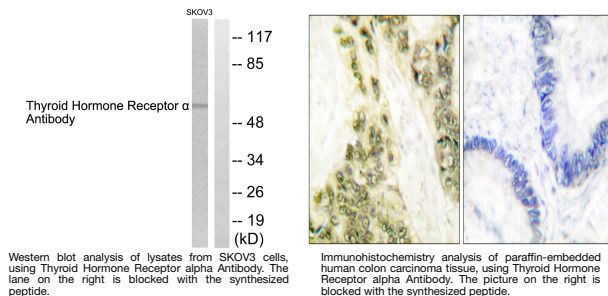 SKOV3
-- 117
-- 85
Thyroid Hormone Receptor α
Antibody
-- 48
-- 34
-- 26
-- 19
(kD)
Western blot analysis of lysates from SKOV3 cells,
using Thyroid Hormone Receptor alpha Antibody. The
lane on the right is blocked with the synthesized
peptide.
Immunohistochemistry analysis of paraffin-embedded
human colon carcinoma tissue, using Thyroid Hormone
Receptor alpha Antibody. The picture on the right is
blocked with the synthesized peptide.